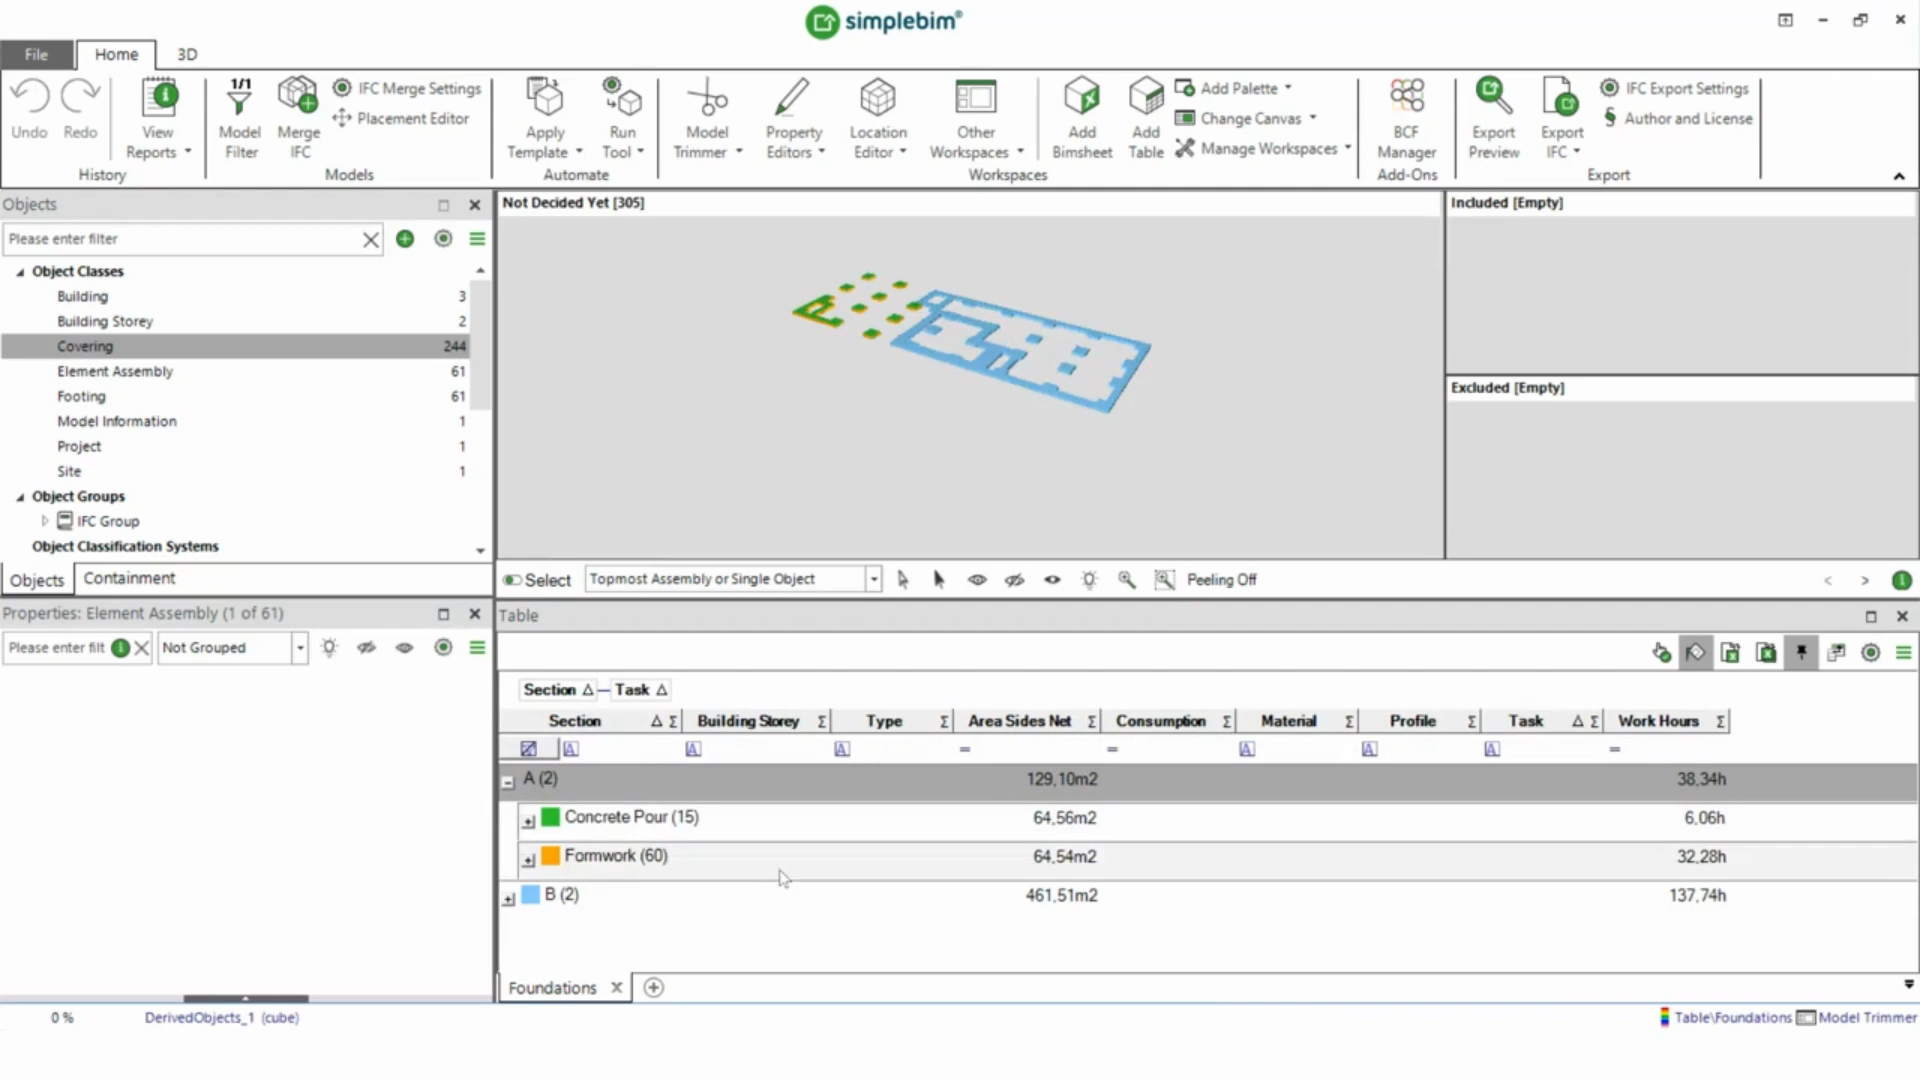 simplebim®
File Home 3D
Undo Redo View Reports
History
1/1
Model Filter Merge IFC IFC Merge Settings
Placement Editor
Models
Apply Template Run Tool
Automate
Model Trimmer Property Editors Location Editor Other Workspaces Add Bimsheet Add Table Add Palette
Change Canvas
Manage Workspaces
Workspaces
BCF Manager
Add-Ons
Export Preview Export IFC IFC Export Settings
Author and License
Export
Objects
Please enter filter
Object Classes
Building 3
Building Storey 2
Covering 244
Element Assembly 61
Footing 61
Model Information 1
Project 1
Site 1
Object Groups
IFC Group
Object Classification Systems
Objects Containment
Properties: Element Assembly (1 of 61)
Please enter filt Not Grouped
Not Decided Yet [305]
Included [Empty]
Excluded [Empty]
Select Topmost Assembly or Single Object Peeling Off
Table
Section Task
Section Σ Building Storey Σ Type Σ Area Sides Net Σ Consumption Σ Material Σ Profile Σ Task Σ Work Hours Σ
A A A = = A A A =
A (2) 129,10m2 38,34h
Concrete Pour (15) 64,56m2 6,06h
Formwork (60) 64,54m2 32,28h
B (2) 461,51m2 137,74h
Foundations
0 % DerivedObjects_1 (cube) Table\Foundations Model Trimmer